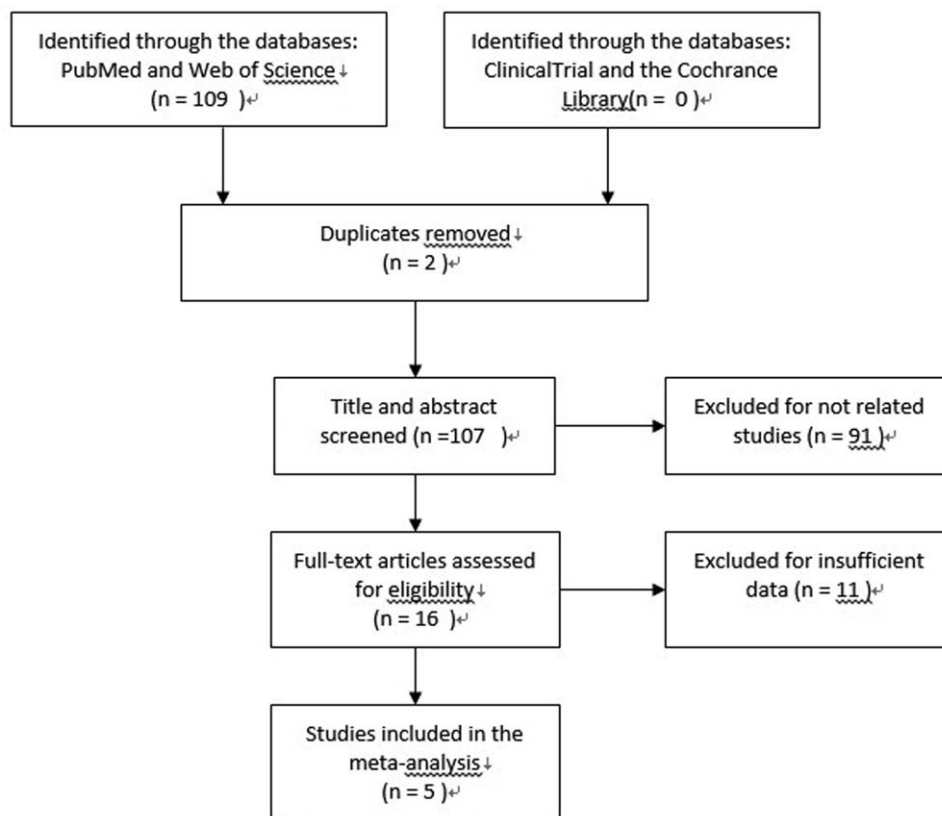 Identified through the databases:
PubMed and Web of Science↓
(n = 109  )↵
Identified through the databases:
ClinicalTrial and the Cochrance
Library(n =  0 )↵
Duplicates removed↓
(n = 2 )↵
Title and abstract
screened (n =107   )↵
Excluded for not related
studies (n = 91 )↵
Full-text articles assessed
for eligibility↓
(n = 16  )↵
Excluded for insufficient
data (n = 11 )↵
Studies included in the
meta-analysis↓
(n = 5 )↵